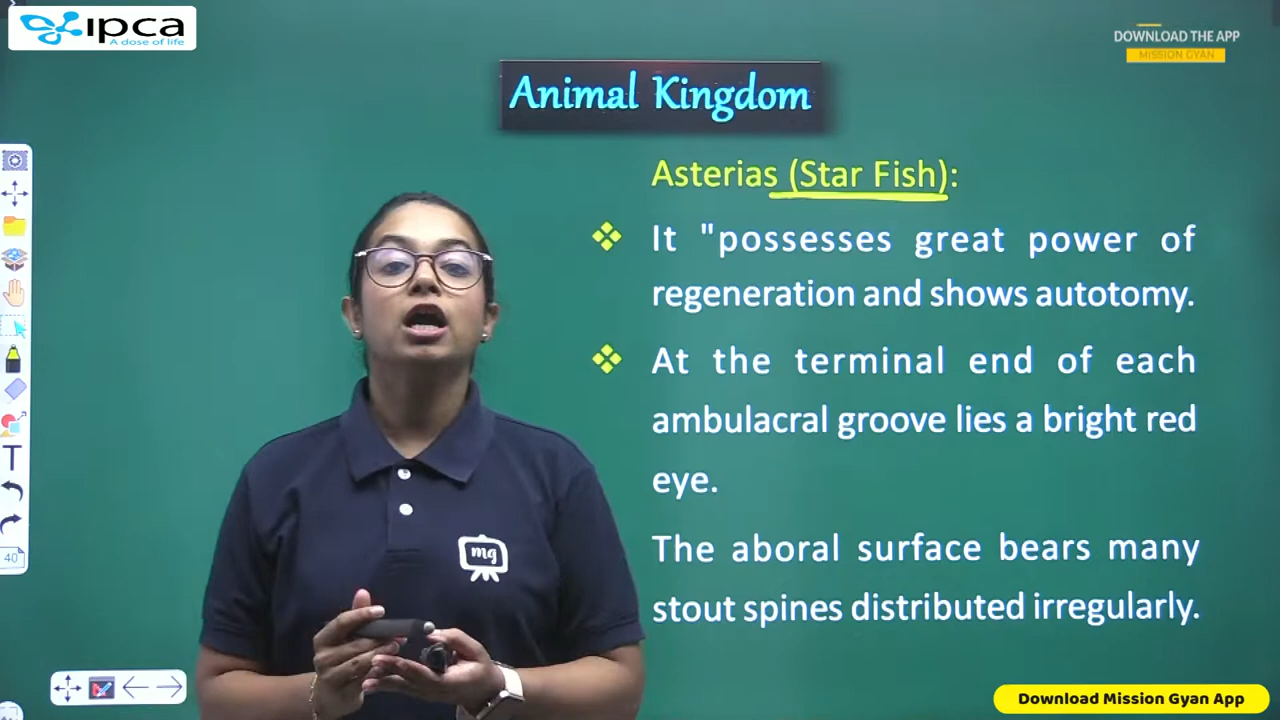 ipca
A dose of life
DOWNLOAD THE APP
MISSION GYAN
Animal Kingdom
Asterias (Star Fish):
It "possesses great power of
regeneration and shows autotomy.
At the terminal end of each
ambulacral groove lies a bright red
eye.
The aboral surface bears many
stout spines distributed irregularly.
mg
T
40
Download Mission Gyan App